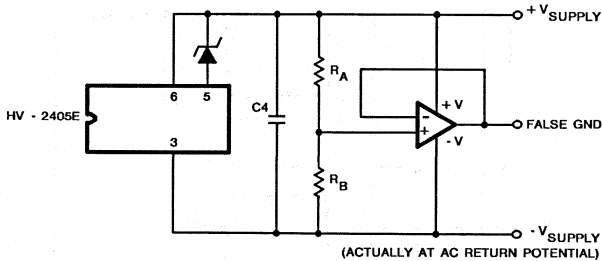 + V SUPPLY
6
5
C4
R A
HV - 2405E
3
-
+
+ V
- V
FALSE GND
R B
- V SUPPLY
(ACTUALLY AT AC RETURN POTENTIAL)